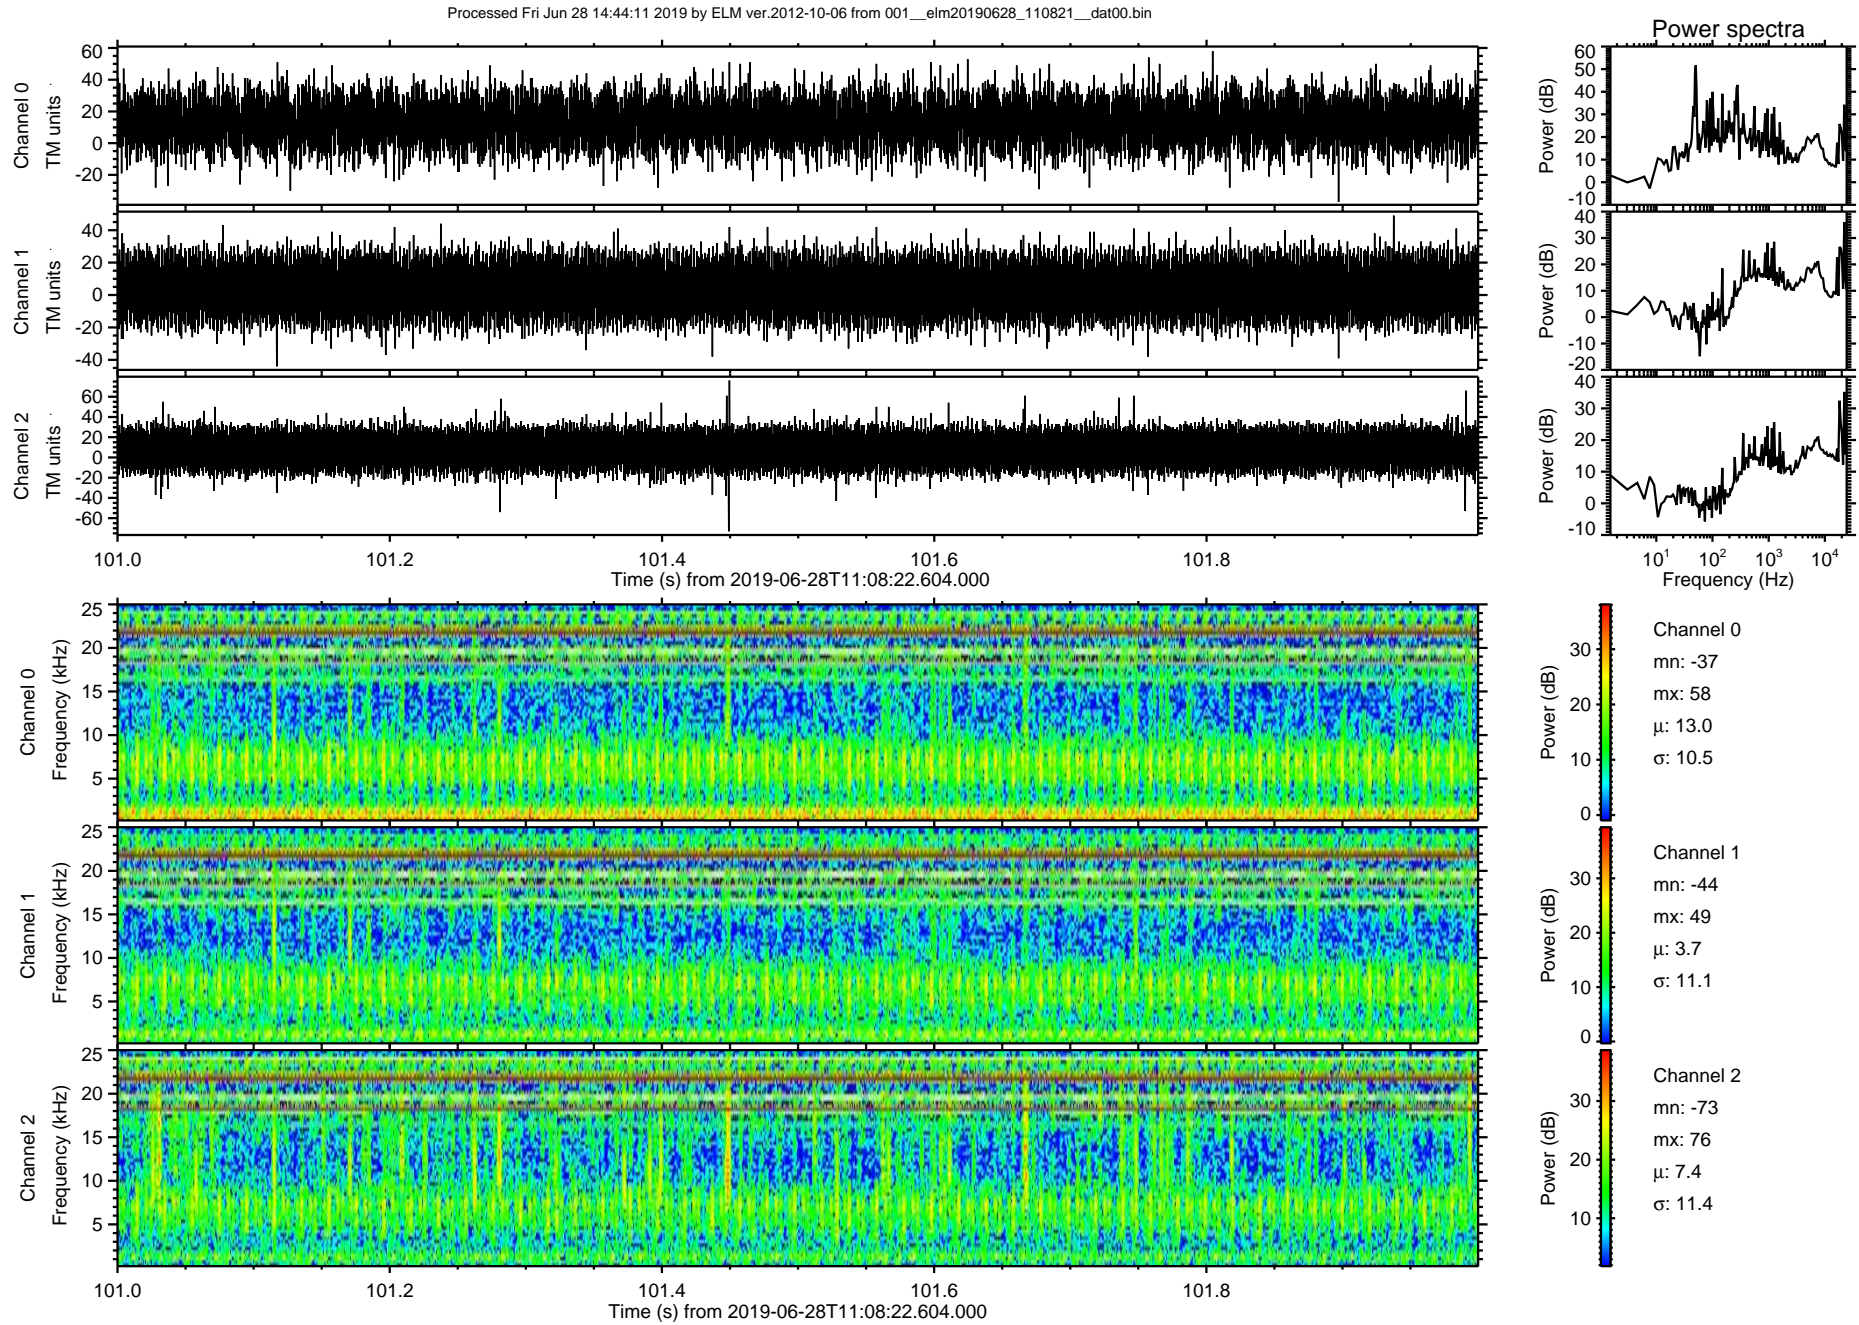 Processed Fri Jun 28 14:44:11 2019 by ELM ver.2012-10-06 from 001__elm20190628_110821__dat00.bin
Power spectra
Channel 0
TM units
60
40
20
0
-20
Power (dB)
60
50
40
30
20
10
0
-10
Channel 1
TM units
40
20
0
-20
-40
Power (dB)
40
30
20
10
0
-10
-20
Channel 2
TM units
60
40
20
0
-20
-40
-60
Power (dB)
40
30
20
10
0
-10
101.0 101.2 101.4 101.6 101.8
Time (s) from 2019-06-28T11:08:22.604.000
10¹ 10² 10³ 10⁴
Frequency (Hz)
Channel 0
Frequency (kHz)
25
20
15
10
5
Power (dB)
30
20
10
0
Channel 0
mn: -37
mx: 58
μ: 13.0
σ: 10.5
Channel 1
Frequency (kHz)
25
20
15
10
5
Power (dB)
30
20
10
0
Channel 1
mn: -44
mx: 49
μ: 3.7
σ: 11.1
Channel 2
Frequency (kHz)
25
20
15
10
5
Power (dB)
30
20
10
Channel 2
mn: -73
mx: 76
μ: 7.4
σ: 11.4
101.0 101.2 101.4 101.6 101.8
Time (s) from 2019-06-28T11:08:22.604.000